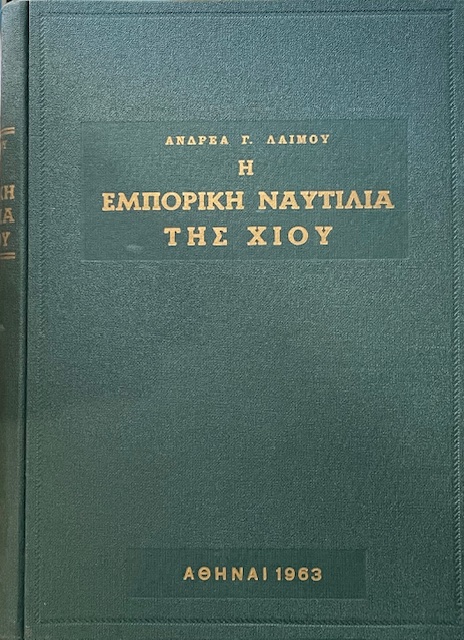 ΑΝΔΡΕΑ Γ. ΛΑΙΜΟΥ
Η
ΕΜΠΟΡΙΚΗ ΝΑΥΤΙΛΙΑ
ΤΗΣ ΧΙΟΥ
ΑΘΗΝΑΙ 1963